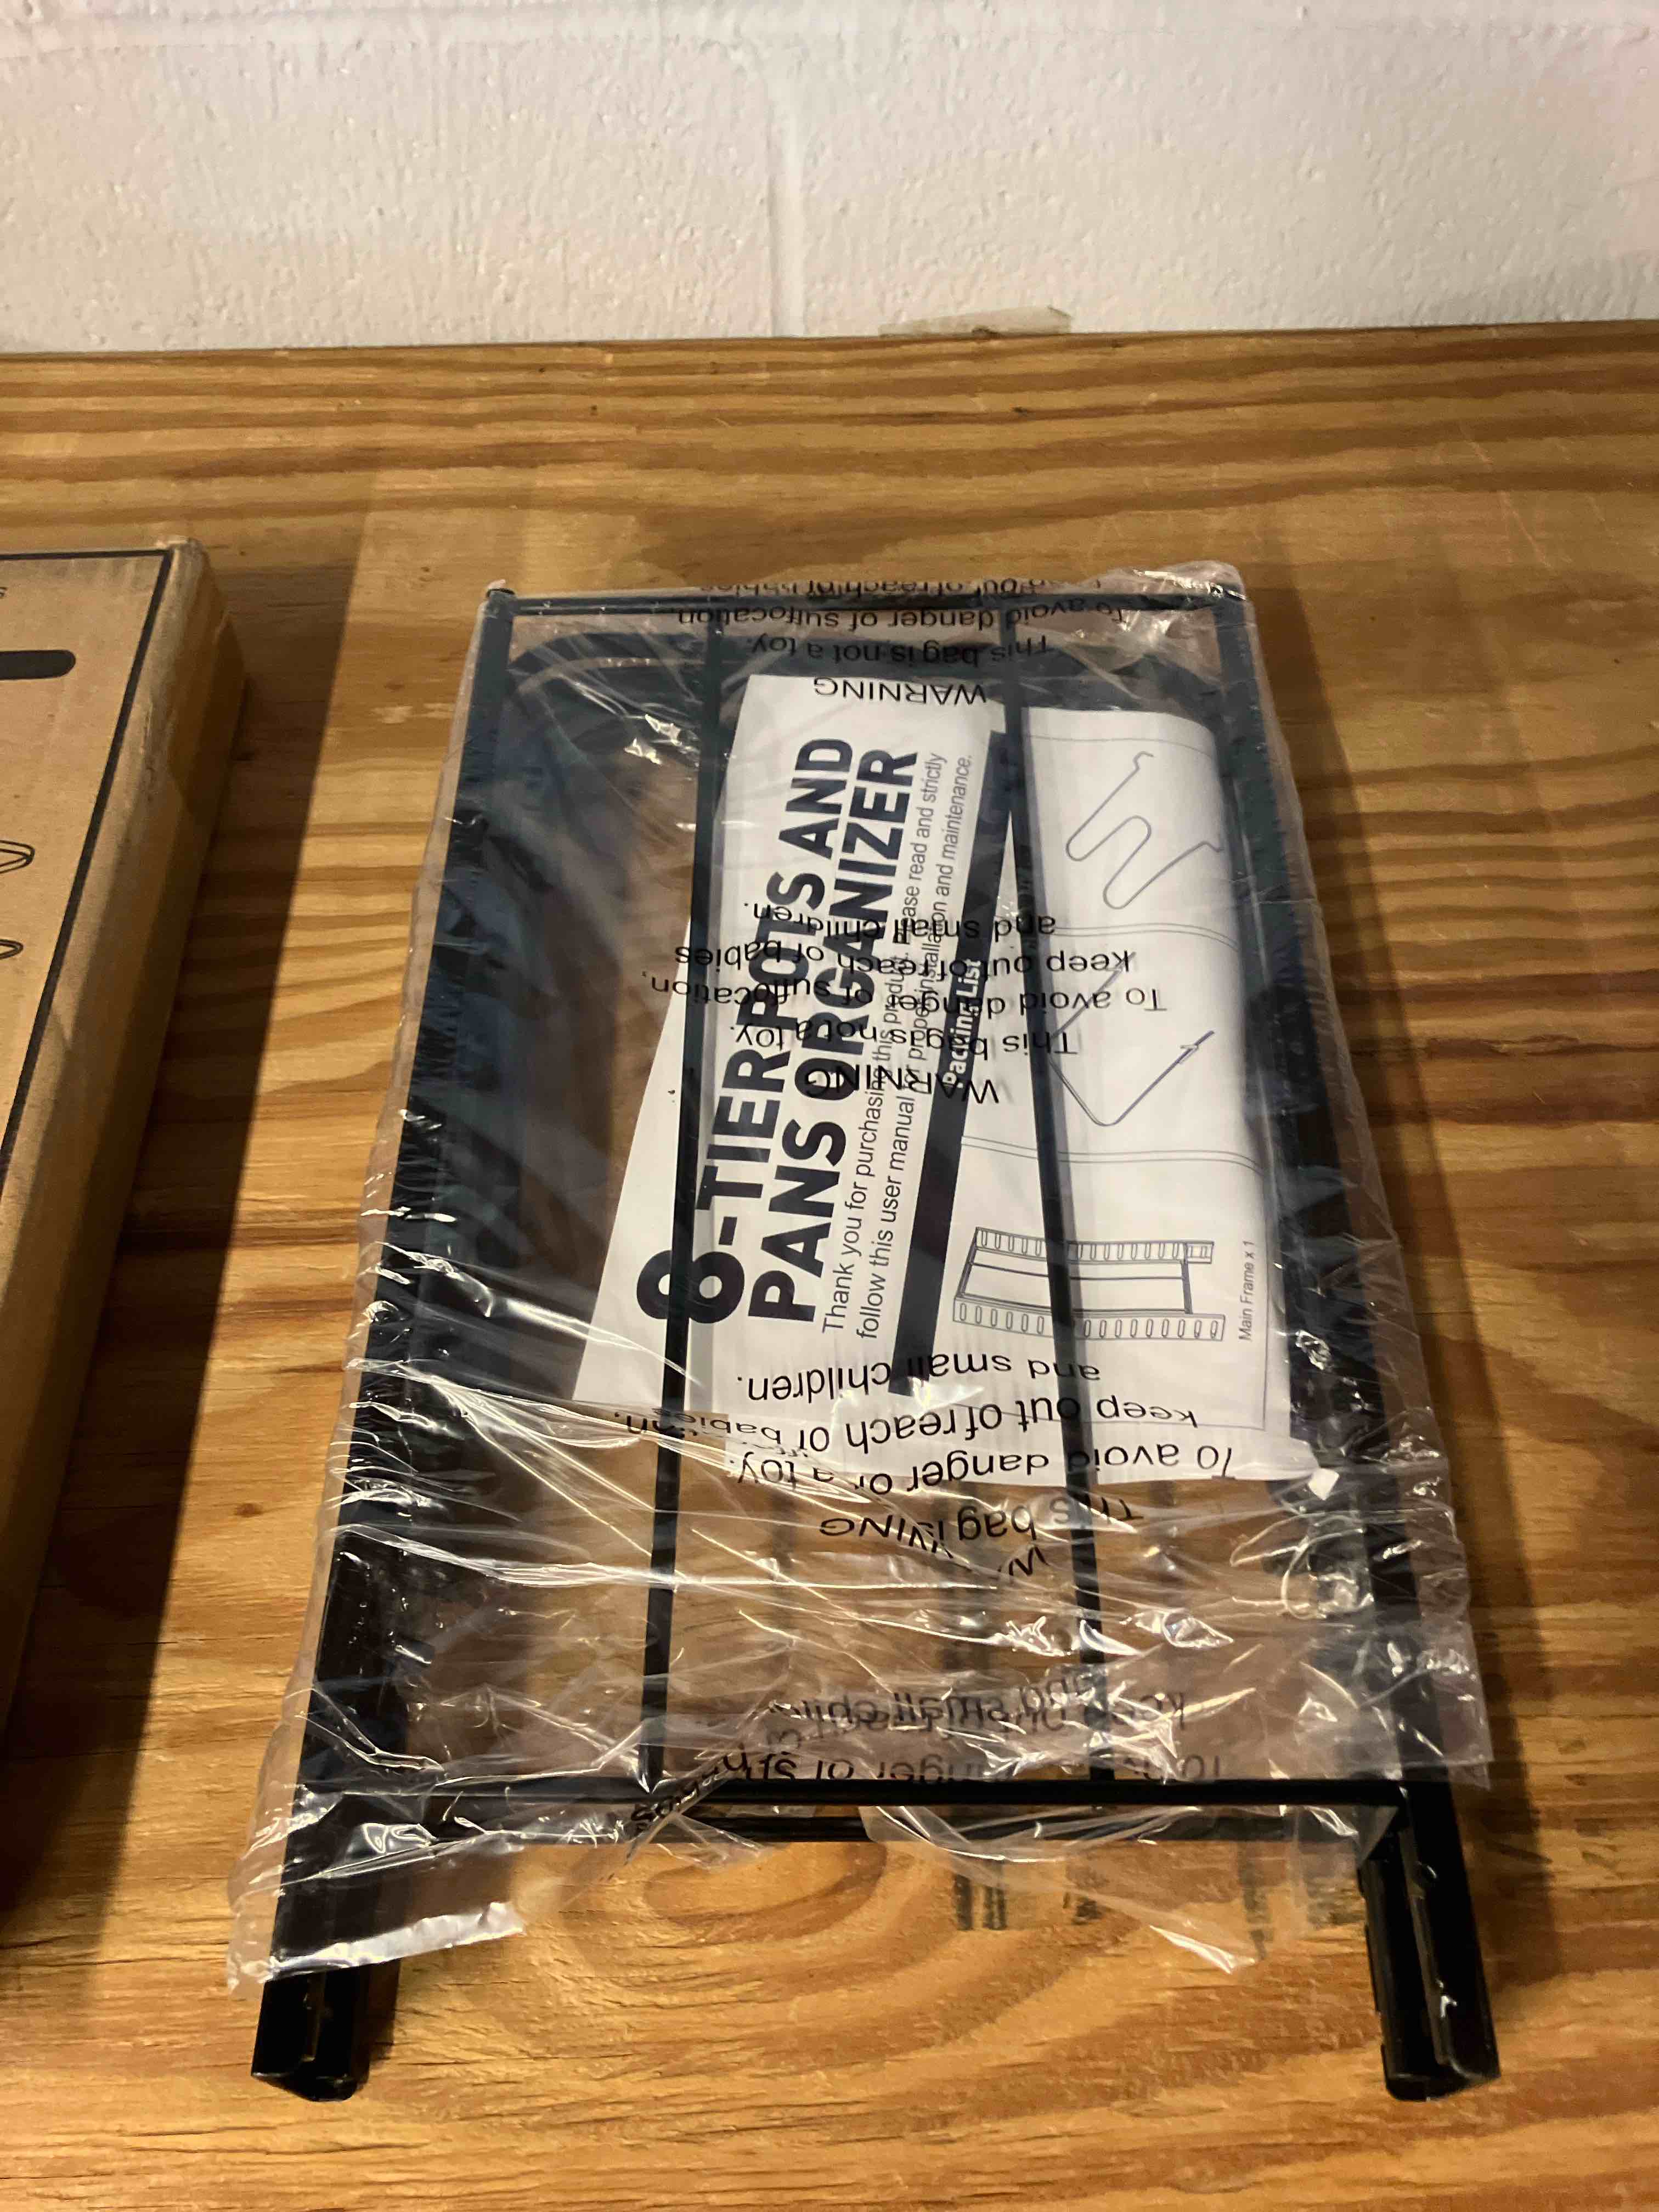 8-TIER POTS AND
PANS ORGANIZER
Thank you for purchasing this product. Please read and strictly
follow this user manual for proper installation and maintenance.
Packing List
Main Frame x 1
To avoid danger of suffocation.
This bag is not a toy.
WARNING
WARNING
This bag is not a toy.
To avoid danger of suffocation.
keep out of reach of babies
and small children.
This bag
To avoid danger
keep out of reach of babies
and small children.